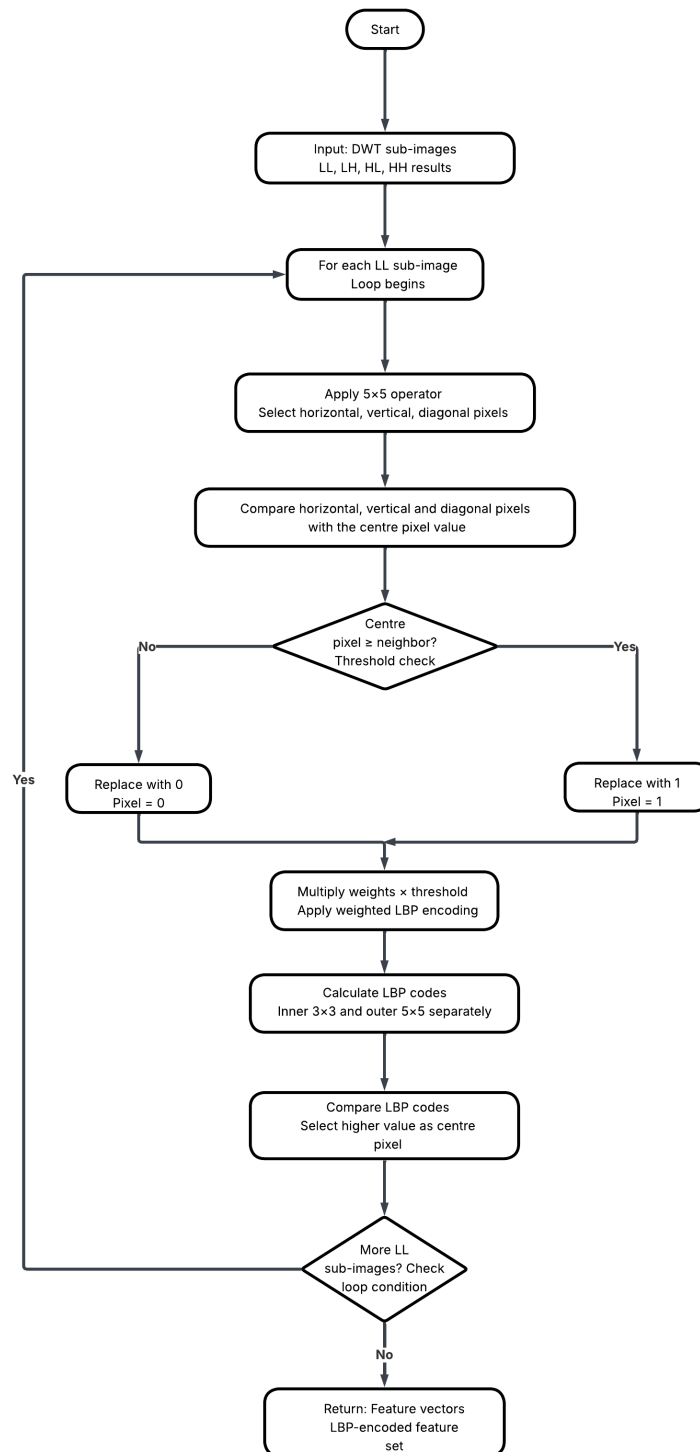 Start
Input: DWT sub-images
LL, LH, HL, HH results
For each LL sub-image
Loop begins
Apply 5×5 operator
Select horizontal, vertical, diagonal pixels
Compare horizontal, vertical and diagonal pixels
with the centre pixel value
Centre
pixel ≥ neighbor?
Threshold check
No
Yes
Yes
Replace with 0
Pixel = 0
Replace with 1
Pixel = 1
Multiply weights × threshold
Apply weighted LBP encoding
Calculate LBP codes
Inner 3×3 and outer 5×5 separately
Compare LBP codes
Select higher value as centre
pixel
More LL
sub-images? Check
loop condition
No
Return: Feature vectors
LBP-encoded feature
set